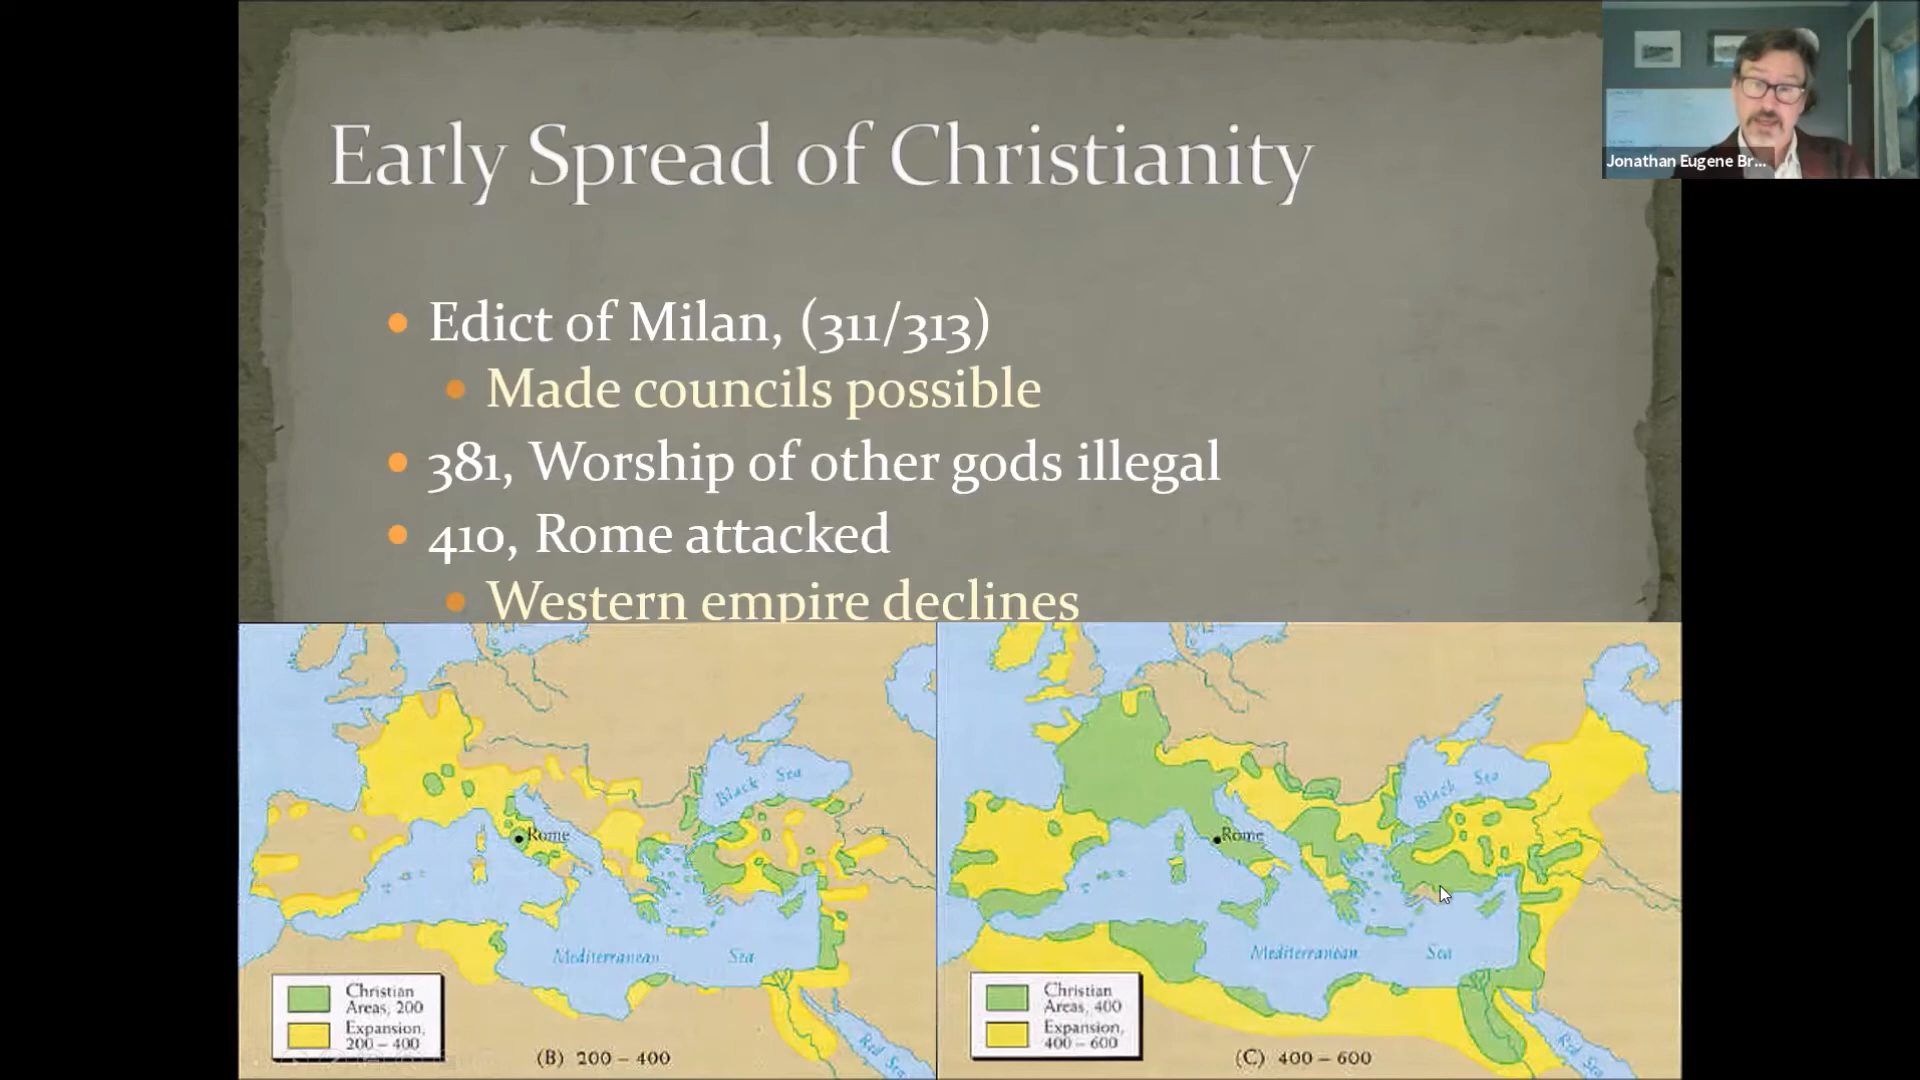 Early Spread of Christianity
Jonathan Eugene Br...
Edict of Milan, (311/313)
Made councils possible
381, Worship of other gods illegal
410, Rome attacked
Western empire declines
Black Sea
Rome
Mediterranean Sea
Red Sea
Christian
Areas, 200
Expansion,
200 – 400
(B) 200 – 400
Black Sea
Rome
Mediterranean Sea
Red Sea
Christian
Areas, 400
Expansion,
400 – 600
(C) 400 – 600